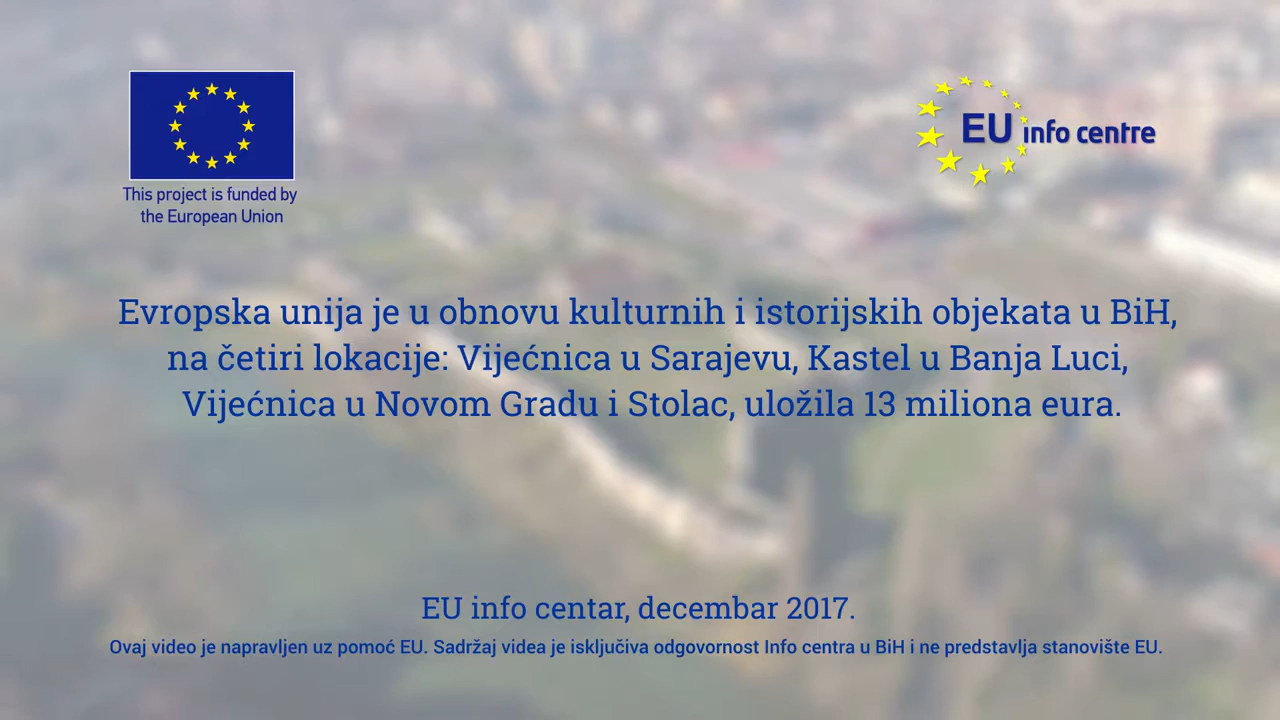 This project is funded by
the European Union
EU info centre
Evropska unija je u obnovu kulturnih i istorijskih objekata u BiH,
na četiri lokacije: Vijećnica u Sarajevu, Kastel u Banja Luci,
Vijećnica u Novom Gradu i Stolac, uložila 13 miliona eura.
EU info centar, decembar 2017.
Ovaj video je napravljen uz pomoć EU. Sadržaj videa je isključiva odgovornost Info centra u BiH i ne predstavlja stanovište EU.